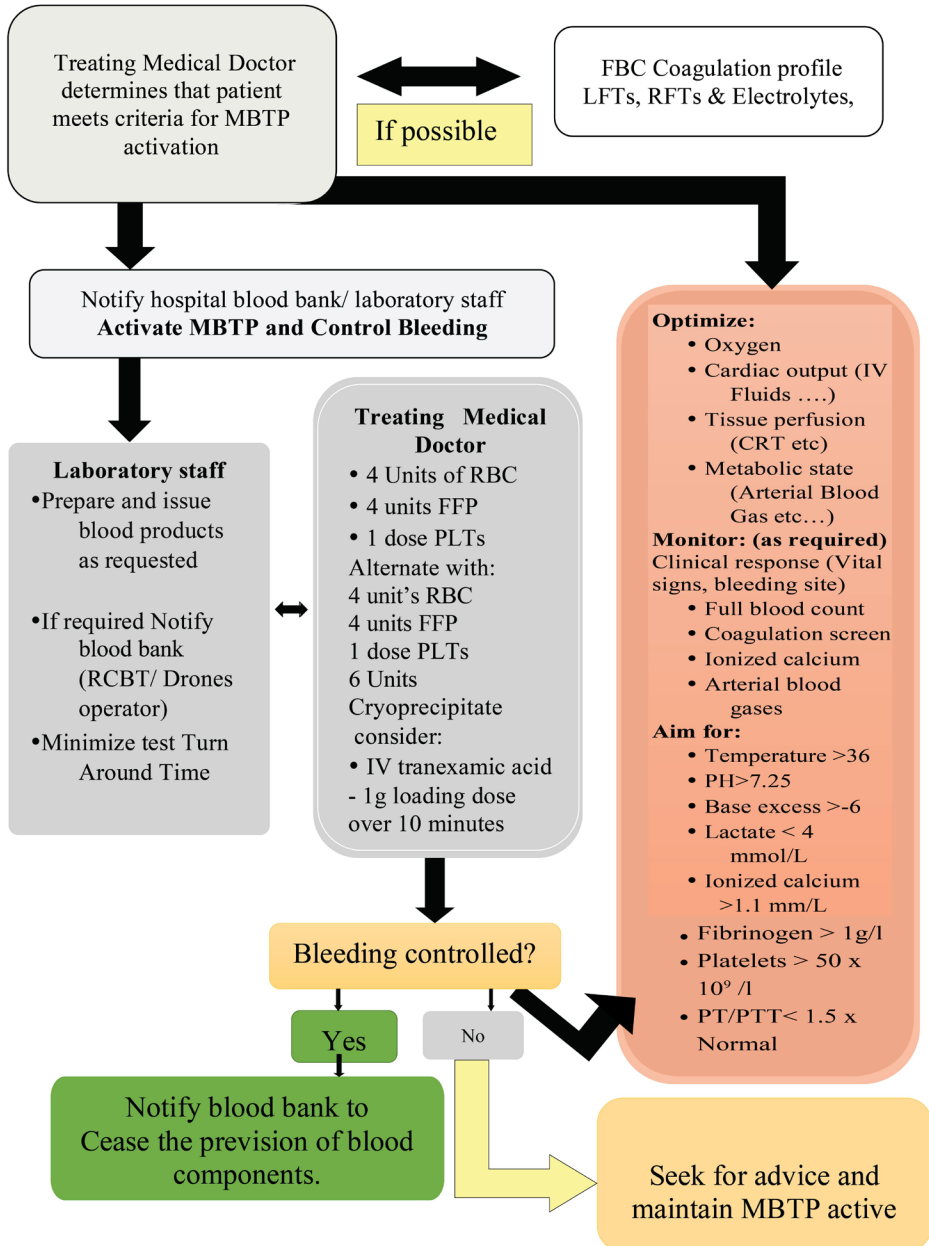 Treating Medical Doctor
determines that patient
meets criteria for MBTP
activation
If possible
FBC Coagulation profile
LFTs, RFTs & Electrolytes,
Notify hospital blood bank/ laboratory staff
Activate MBTP and Control Bleeding
Laboratory staff
•Prepare and issue
blood products
as requested
•If required Notify
blood bank
(RCBT/ Drones
operator)
•Minimize test Turn
Around Time
Treating Medical
Doctor
• 4 Units of RBC
• 4 units FFP
• 1 dose PLTs
Alternate with:
4 unit's RBC
4 units FFP
1 dose PLTs
6 Units
Cryoprecipitate
consider:
• IV tranexamic acid
- 1g loading dose
over 10 minutes
Optimize:
• Oxygen
• Cardiac output (IV
Fluids ….)
• Tissue perfusion
(CRT etc)
• Metabolic state
(Arterial Blood
Gas etc…)
Monitor: (as required)
Clinical response (Vital
signs, bleeding site)
• Full blood count
• Coagulation screen
• Ionized calcium
• Arterial blood
gases
Aim for:
• Temperature >36
• PH>7.25
• Base excess >-6
• Lactate < 4
mmol/L
• Ionized calcium
>1.1 mm/L
• Fibrinogen > 1g/l
• Platelets > 50 x
10⁹ /l
• PT/PTT< 1.5 x
Normal
Bleeding controlled?
Yes
No
Notify blood bank to
Cease the prevision of blood
components.
Seek for advice and
maintain MBTP active